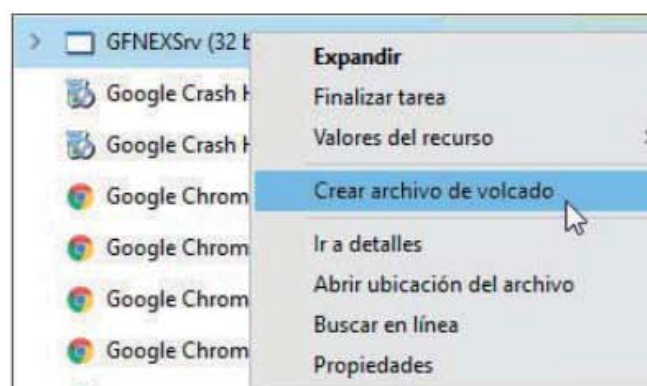 GFNEXSrv (32 b
Google Crash H
Google Crash H
Google Chrom
Google Chrom
Google Chrom
Google Chrom
Expandir
Finalizar tarea
Valores del recurso
Crear archivo de volcado
Ir a detalles
Abrir ubicación del archivo
Buscar en línea
Propiedades